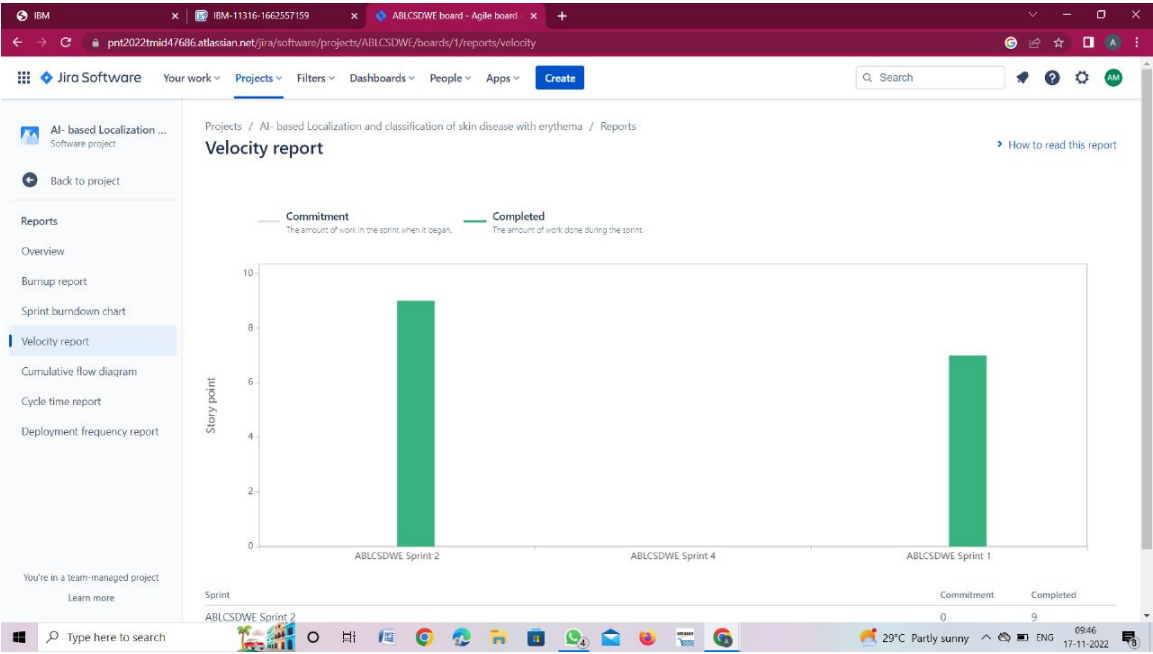 IBM
IBM-11316-1662557159
ABLCSDWE board - Agile board -
pnt2022tmid47686.atlassian.net/jira/software/projects/ABLCSDWE/boards/1/reports/velocity
G
A
Jira Software
Your work
Projects
Filters
Dashboards
People
Apps
Create
Search
AM
AI- based Localization ...
Software project
Back to project
Reports
Overview
Burnup report
Sprint burndown chart
Velocity report
Cumulative flow diagram
Cycle time report
Deployment frequency report
You're in a team-managed project
Learn more
Projects / AI- based Localization and classification of skin disease with erythema / Reports
Velocity report
How to read this report
Commitment
The amount of work in the sprint when it began.
Completed
The amount of work done during the sprint.
Story point
10
8
6
4
2
0
ABLCSDWE Sprint 2
ABLCSDWE Sprint 4
ABLCSDWE Sprint 1
Sprint Commitment Completed
ABLCSDWE Sprint 2 0 9
Type here to search
29°C Partly sunny
ENG
09:46
17-11-2022